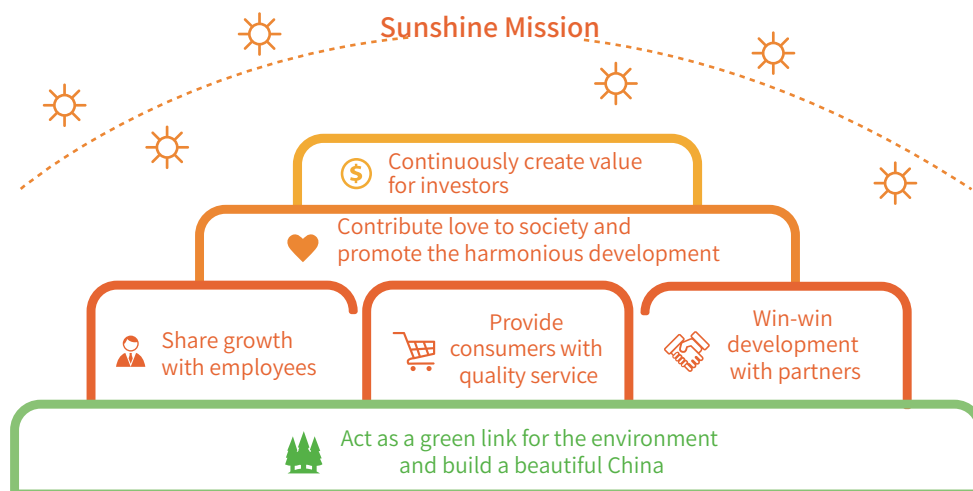 Sunshine Mission
Continuously create value
for investors
Contribute love to society and
promote the harmonious development
Share growth
with employees
Provide
consumers with
quality service
Win-win
development
with partners
Act as a green link for the environment
and build a beautiful China